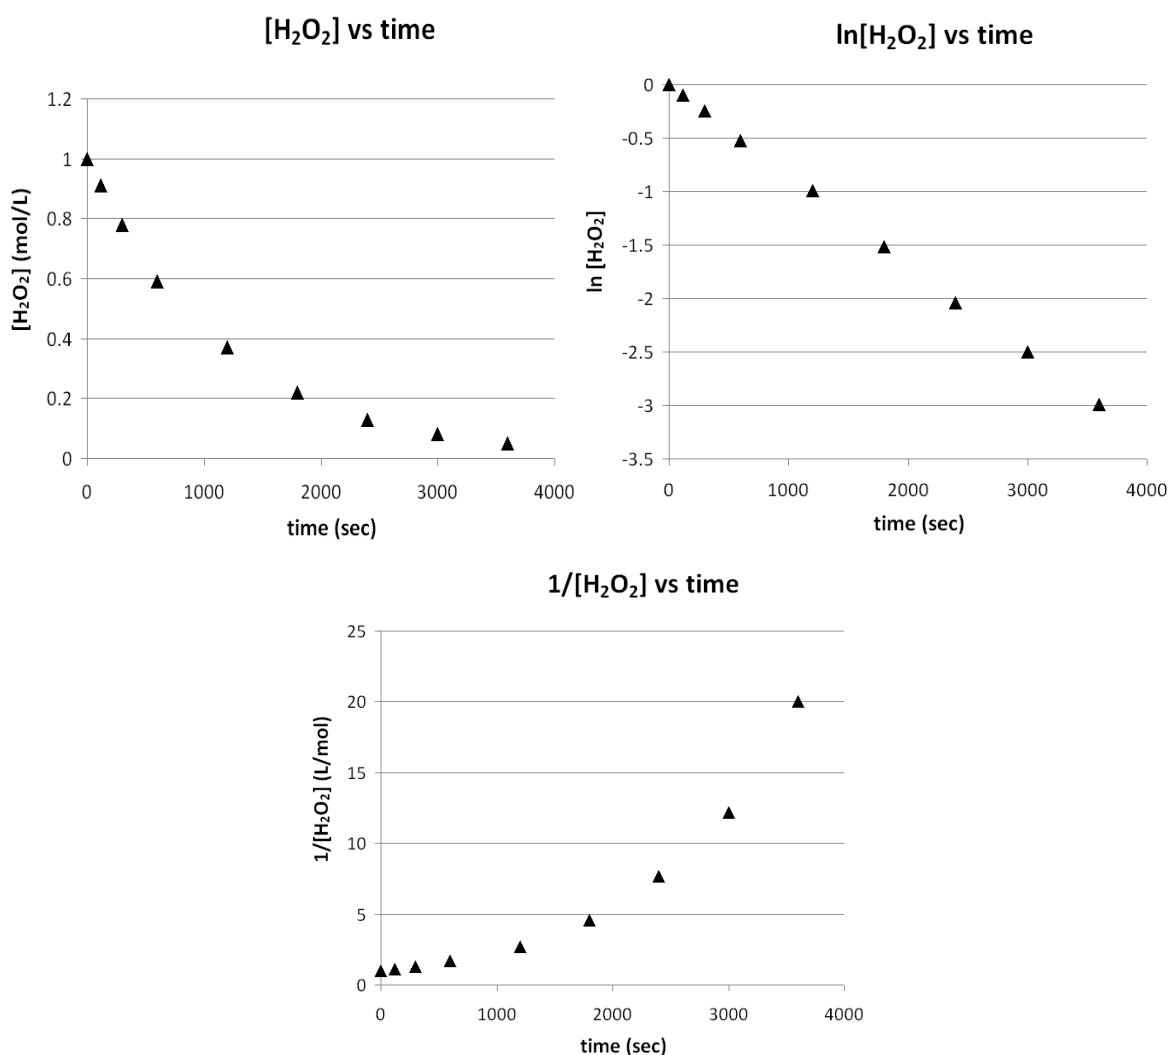 [H₂O₂] vs time
1.2
1
0.8
0.6
0.4
0.2
0
[H₂O₂] (mol/L)
0 1000 2000 3000 4000
time (sec)
ln[H₂O₂] vs time
0
-0.5
-1
-1.5
-2
-2.5
-3
-3.5
ln [H₂O₂]
0 1000 2000 3000 4000
time (sec)
1/[H₂O₂] vs time
25
20
15
10
5
0
1/[H₂O₂] (L/mol)
0 1000 2000 3000 4000
time (sec)